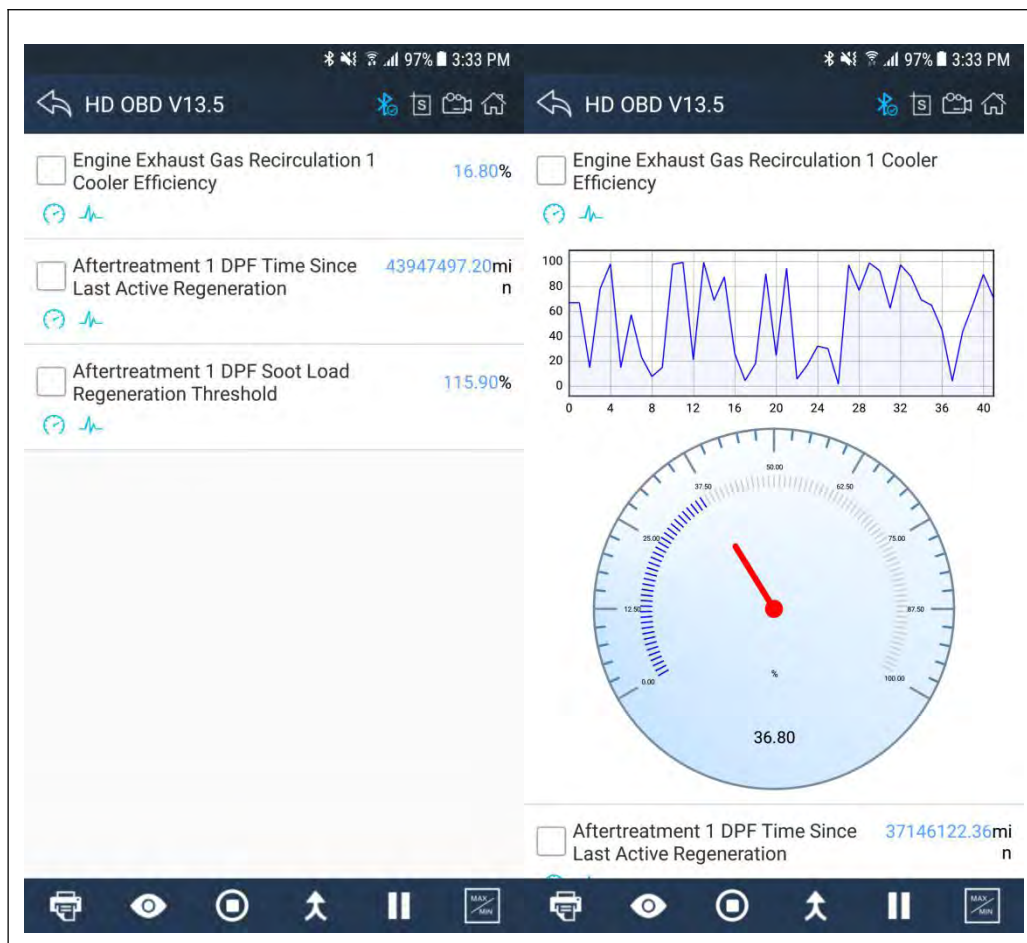 97% 3:33 PM
HD OBD V13.5
S
Engine Exhaust Gas Recirculation 1
Cooler Efficiency
16.80%
Aftertreatment 1 DPF Time Since
Last Active Regeneration
43947497.20mi
n
Aftertreatment 1 DPF Soot Load
Regeneration Threshold
115.90%
MAX
MIN
97% 3:33 PM
HD OBD V13.5
S
Engine Exhaust Gas Recirculation 1 Cooler
Efficiency
100
80
60
40
20
0
0 4 8 12 16 20 24 28 32 36 40
50.00
37.50 62.50
25.00 75.00
12.50 87.50
0.00 100.00
%
36.80
Aftertreatment 1 DPF Time Since
Last Active Regeneration
37146122.36mi
n
MAX
MIN